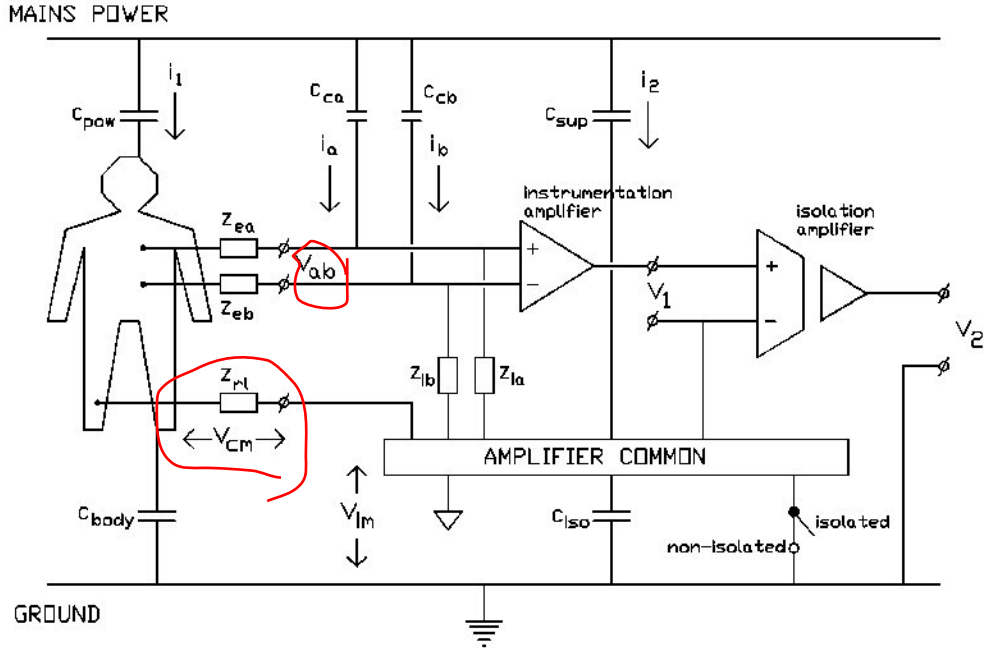 MAINS POWER
i1
i2
Cpow
Cca
Ccb
Csup
ia
ib
instrumentation
amplifier
isolation
amplifier
Zea
+
Vab
−
Zeb
+
V1
−
V2
Zrl
Zlb
Zla
Vcm
AMPLIFIER COMMON
Cbody
VIm
CIso
isolated
non-isolated
GROUND